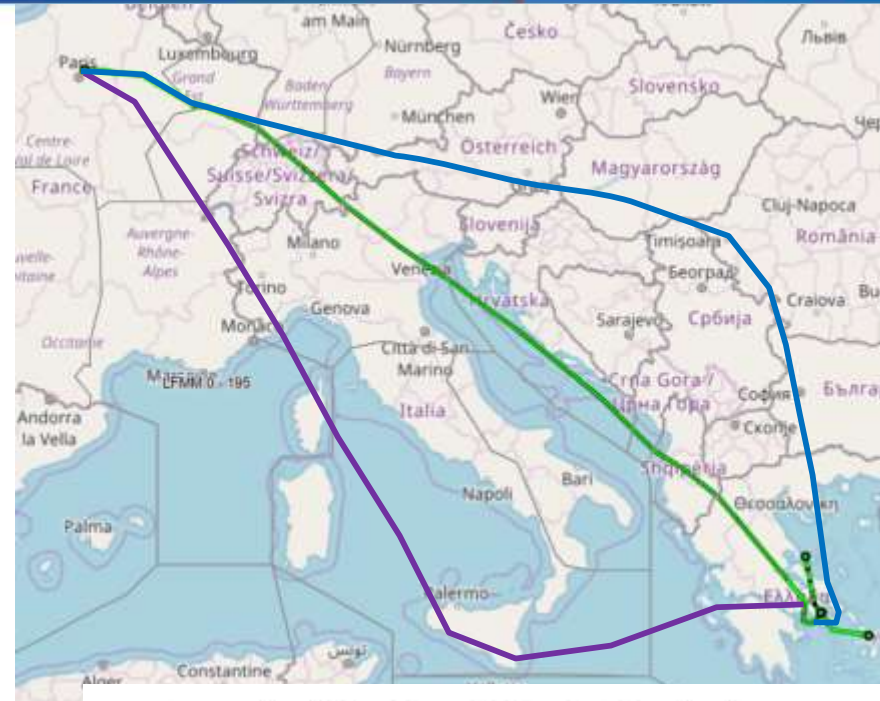 am Main
Česko
Львів
Paris
Luxembourg
Nürnberg
Grand
Est
Baden-
Württemberg
Bayern
Slovensko
Wien
München
Centre-
Val de Loire
Schweiz/
Suisse/Svizzera/
Svizra
Österreich
Magyarország
France
Cluj-Napoca
Auvergne-
Rhône-
Alpes
Slovenija
Timișoara
România
Milano
Venezia
Београд
Torino
Hrvatska
Craiova
Genova
Monaco
Sarajevo
Србија
Occitanie
Città di San
Marino
LFMM 0 - 195
Crna Gora /
Црна Гора
София
Italia
Andorra
la Vella
Скопје
Shqipëria
Napoli
Bari
Θεσσαλονίκη
Palma
Palermo
Constantine
تونس
Alger